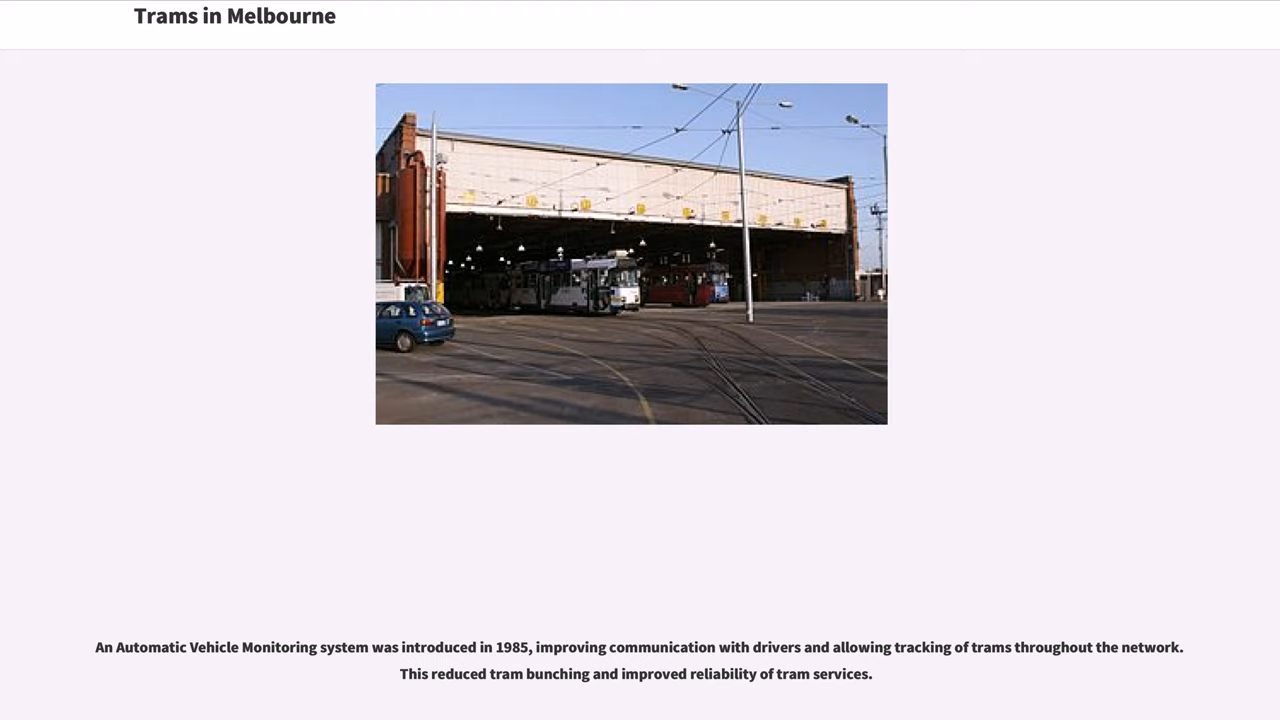 Trams in Melbourne
An Automatic Vehicle Monitoring system was introduced in 1985, improving communication with drivers and allowing tracking of trams throughout the network.
This reduced tram bunching and improved reliability of tram services.